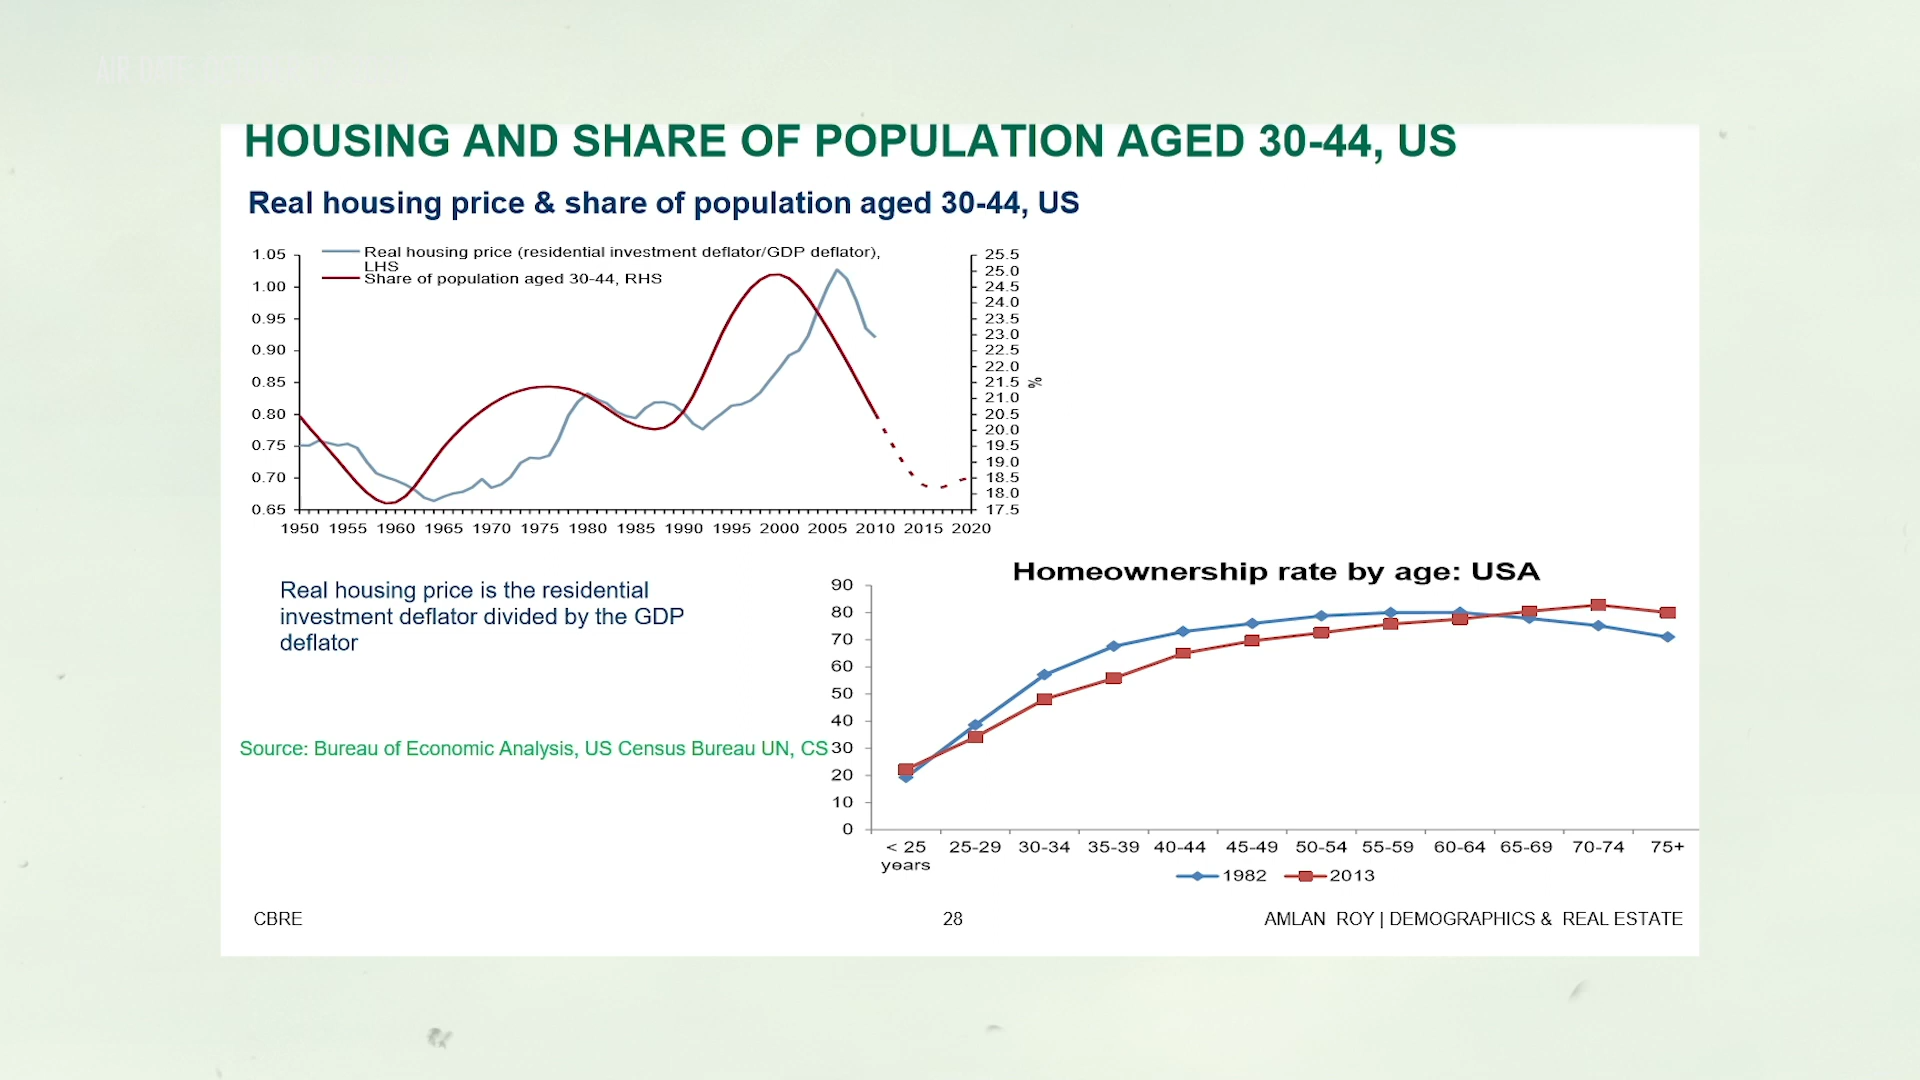 HOUSING AND SHARE OF POPULATION AGED 30-44, US
Real housing price & share of population aged 30-44, US
Real housing price (residential investment deflator/GDP deflator),
LHS
Share of population aged 30-44, RHS
1.05
1.00
0.95
0.90
0.85
0.80
0.75
0.70
0.65
25.5
25.0
24.5
24.0
23.5
23.0
22.5
22.0
21.5
21.0
20.5
20.0
19.5
19.0
18.5
18.0
17.5
%
1950 1955 1960 1965 1970 1975 1980 1985 1990 1995 2000 2005 2010 2015 2020
Real housing price is the residential
investment deflator divided by the GDP
deflator
Source: Bureau of Economic Analysis, US Census Bureau UN, CS
Homeownership rate by age: USA
90
80
70
60
50
40
30
20
10
0
< 25 25-29 30-34 35-39 40-44 45-49 50-54 55-59 60-64 65-69 70-74 75+
years
1982 2013
CBRE
28
AMLAN ROY | DEMOGRAPHICS & REAL ESTATE